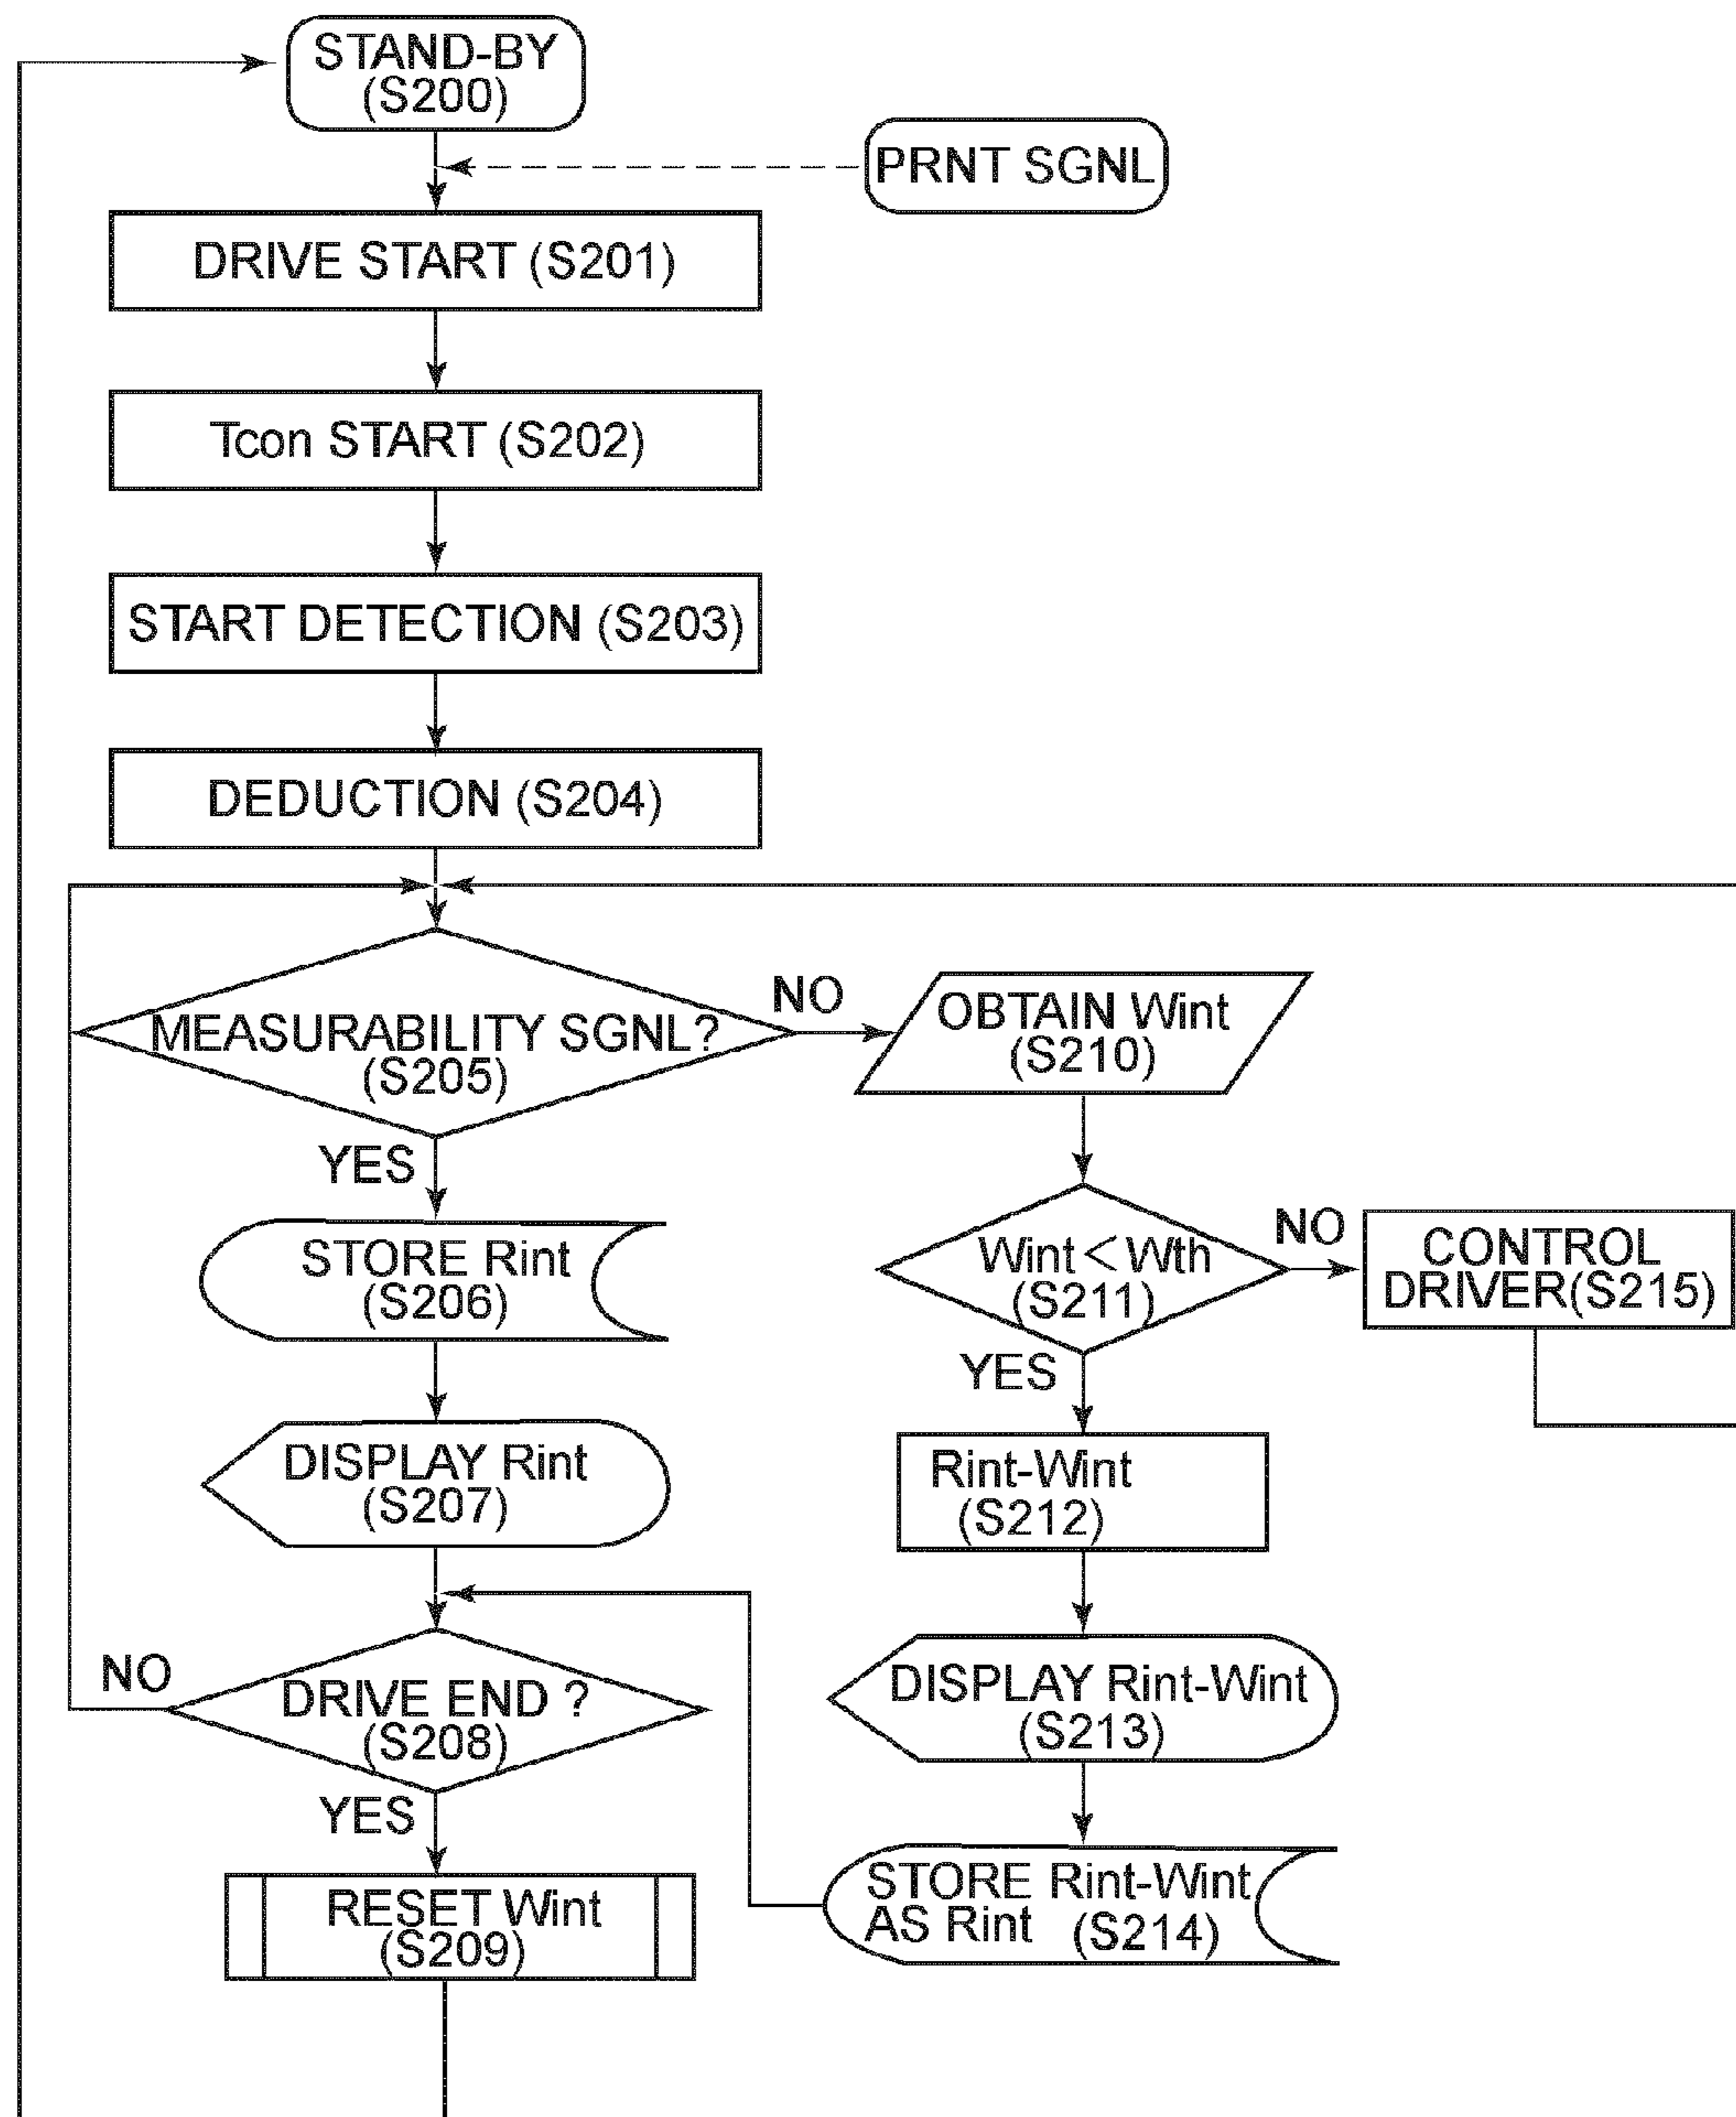 STAND-BY
(S200)
PRNT SGNL
DRIVE START (S201)
Tcon START (S202)
START DETECTION (S203)
DEDUCTION (S204)
MEASURABILITY SGNL?
(S205)
NO
OBTAIN Wint
(S210)
YES
STORE Rint
(S206)
Wint<Wth
(S211)
NO
CONTROL
DRIVER(S215)
YES
DISPLAY Rint
(S207)
Rint-Wint
(S212)
NO
DRIVE END ?
(S208)
DISPLAY Rint-Wint
(S213)
YES
RESET Wint
(S209)
STORE Rint-Wint
AS Rint (S214)